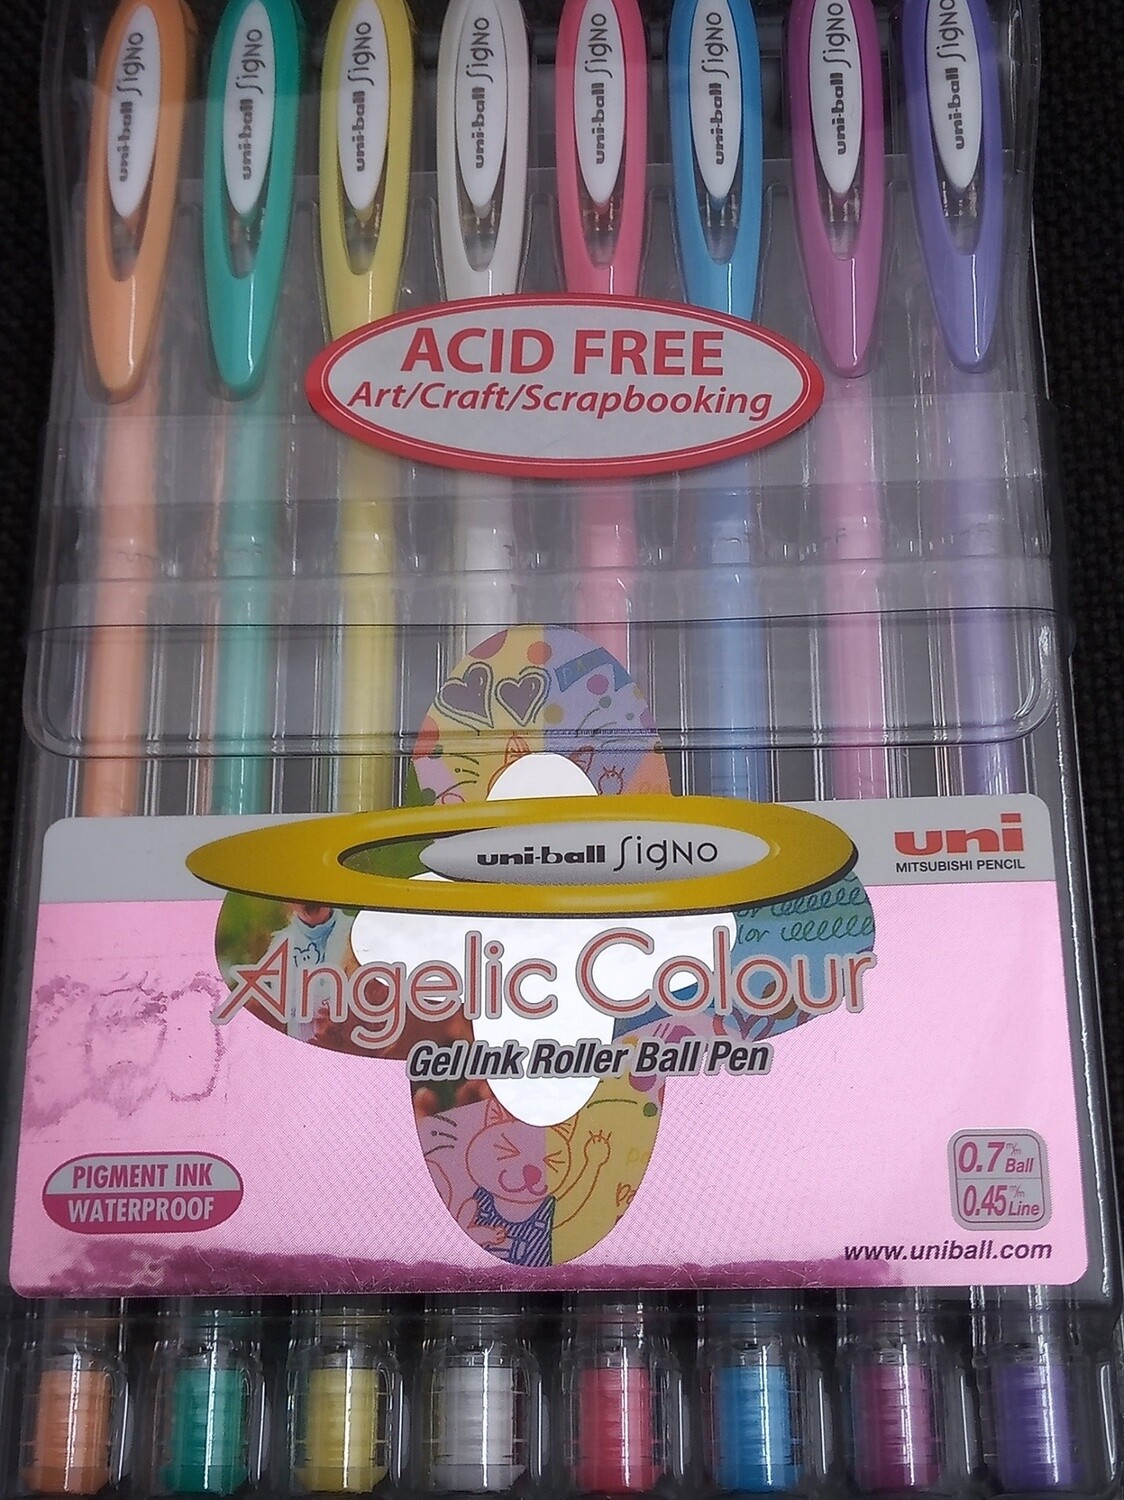 uni-ball SigNo
uni-ball SigNo
uni-ball SigNo
uni-ball SigNo
uni-ball SigNo
uni-ball SigNo
uni-ball SigNo
uni-ball SigNo
ACID FREE
Art/Craft/Scrapbooking
uni-ball SigNo
uni
MITSUBISHI PENCIL
Angelic Colour
Gel Ink Roller Ball Pen
PIGMENT INK
WATERPROOF
0.7 m/m Ball
0.45 m/m Line
www.uniball.com